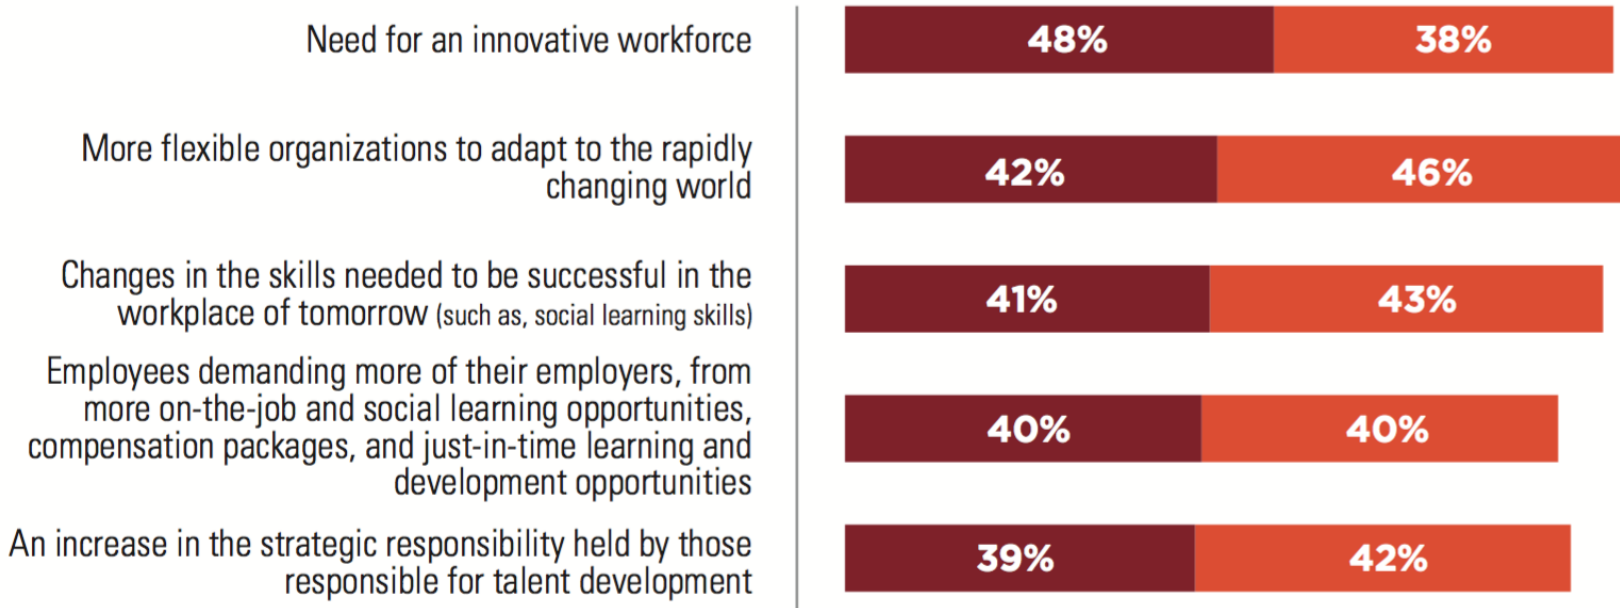 Need for an innovative workforce
48% 38%
More flexible organizations to adapt to the rapidly
changing world
42% 46%
Changes in the skills needed to be successful in the
workplace of tomorrow (such as, social learning skills)
41% 43%
Employees demanding more of their employers, from
more on-the-job and social learning opportunities,
compensation packages, and just-in-time learning and
development opportunities
40% 40%
An increase in the strategic responsibility held by those
responsible for talent development
39% 42%